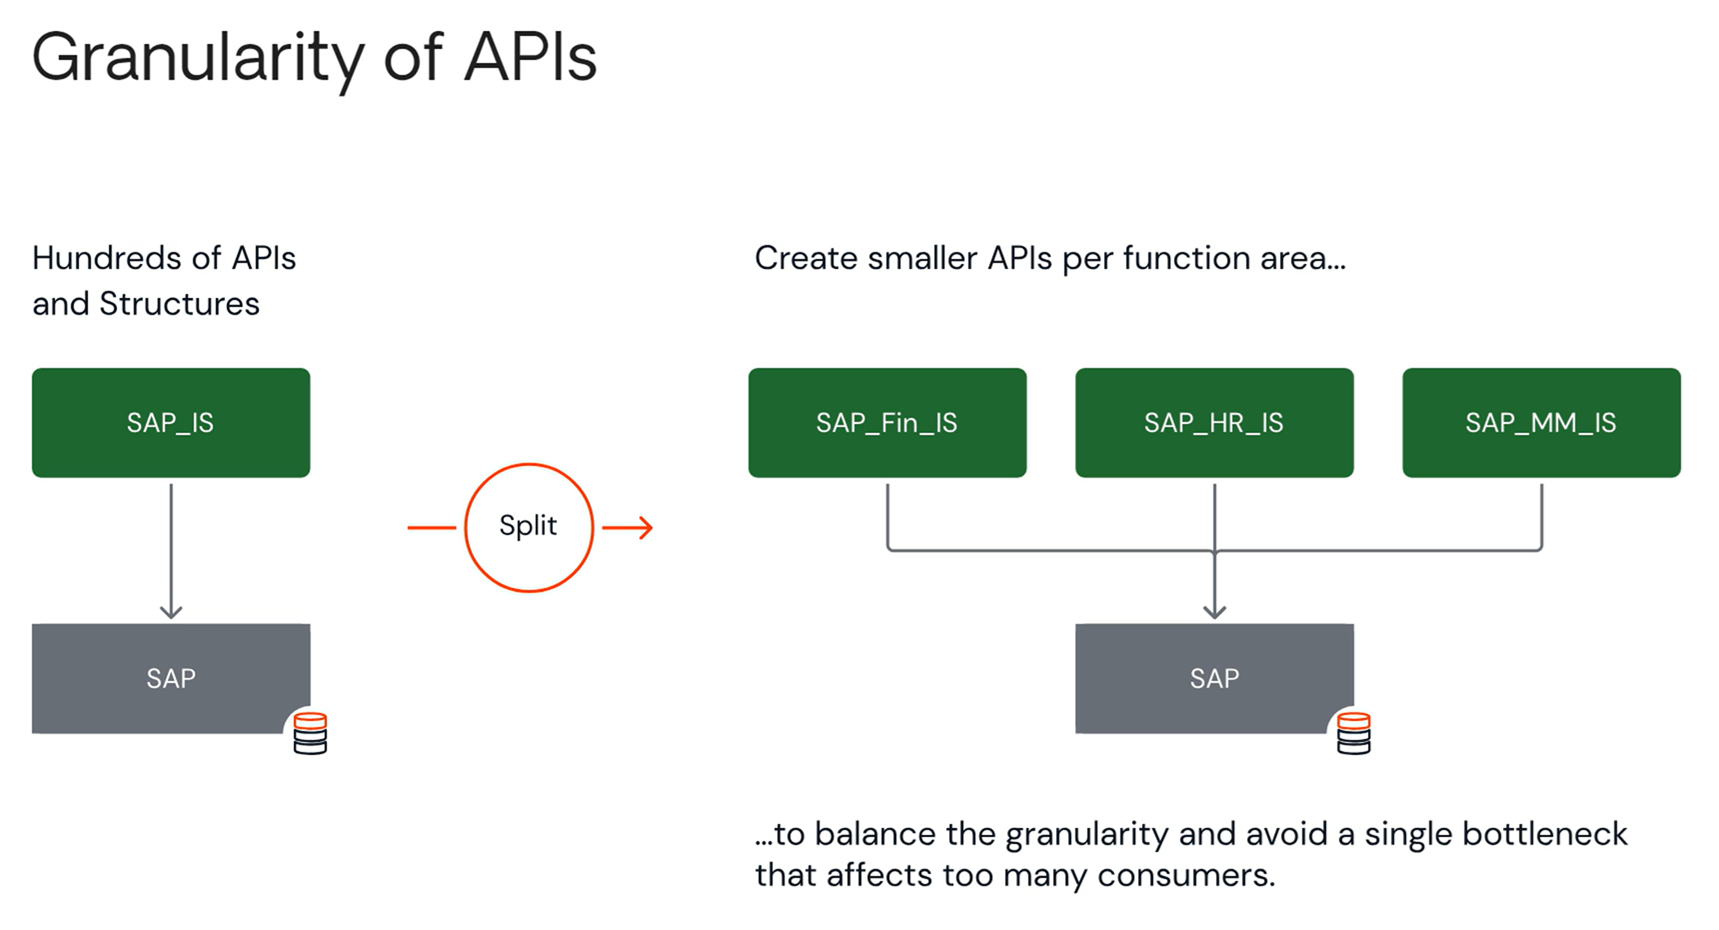 Granularity of APIs
Hundreds of APIs
and Structures
SAP_IS
SAP
Split
Create smaller APIs per function area...
SAP_Fin_IS
SAP_HR_IS
SAP_MM_IS
SAP
...to balance the granularity and avoid a single bottleneck
that affects too many consumers.